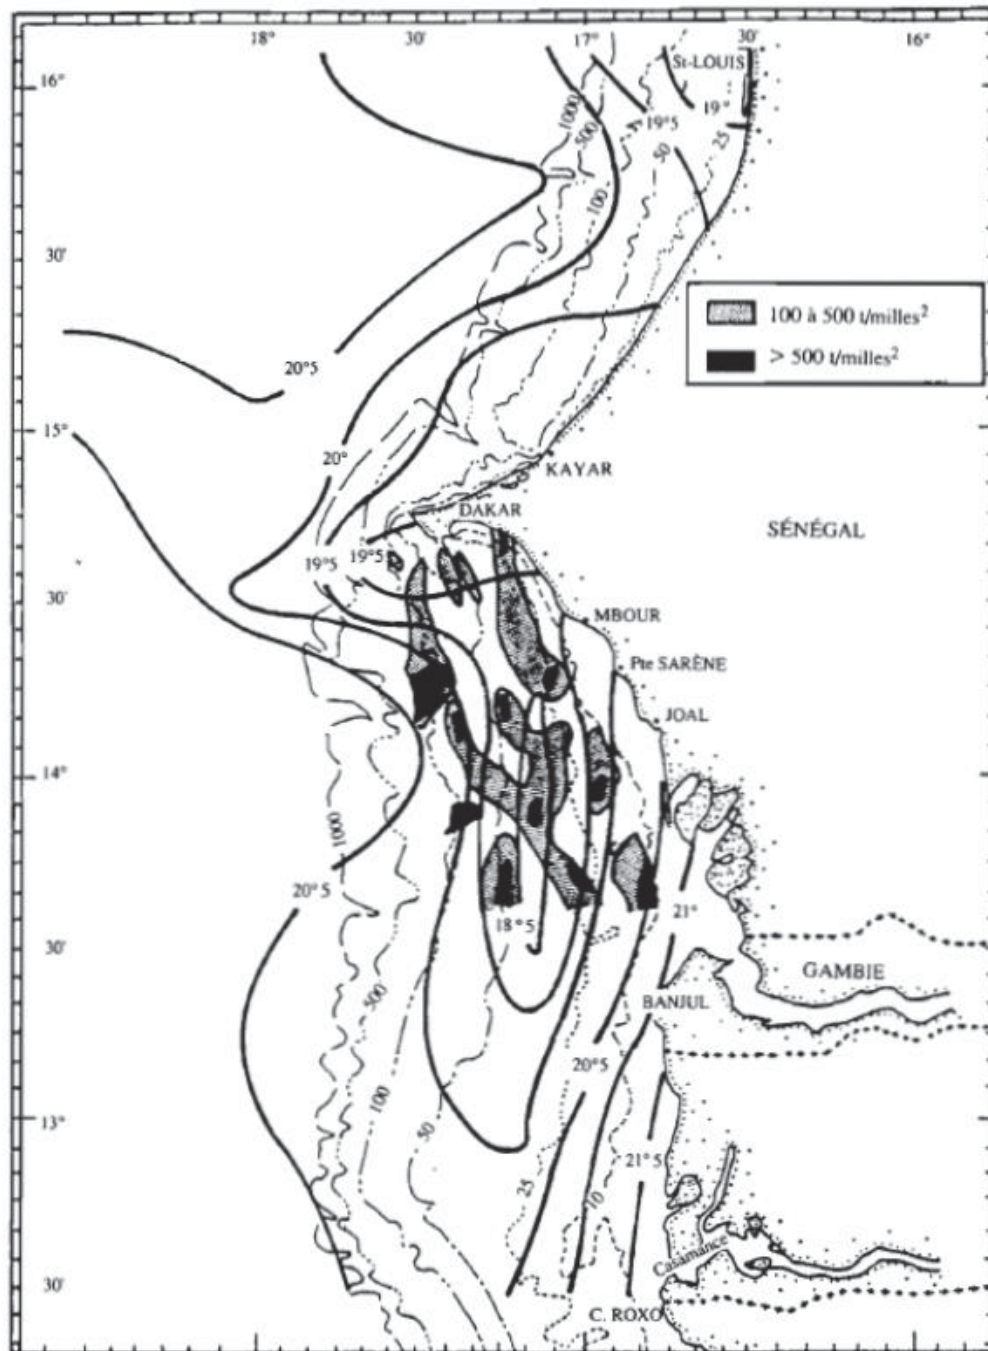 18° 30' 17° 30' 16°
St-LOUIS
16°
1000
500
19°
19°5
25
50
100
30'
100 à 500 t/milles²
> 500 t/milles²
20°5
15°
20°
KAYAR
DAKAR
SÉNÉGAL
19°5 19°5
30'
MBOUR
Pte SARÈNE
JOAL
14°
1000
20°5
21°
18°5
30'
GAMBIE
500
BANJUL
20°5
100
13°
50
21°5
25
10
Casamance
30'
C. ROXO